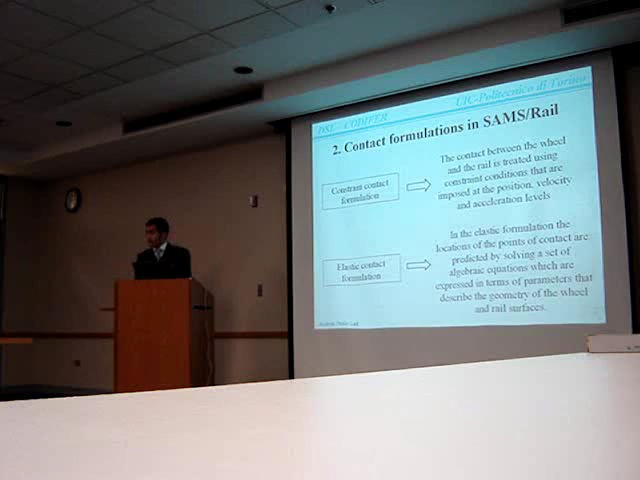 DSL - CODIFER
UIC-Politecnico di Torino
2. Contact formulations in SAMS/Rail
Constrain contact
formulation
The contact between the wheel
and the rail is treated using
constraint conditions that are
imposed at the position, velocity
and acceleration levels
Elastic contact
formulation
In the elastic formulation the
locations of the points of contact are
predicted by solving a set of
algebraic equations which are
expressed in terms of parameters that
describe the geometry of the wheel
and rail surfaces.